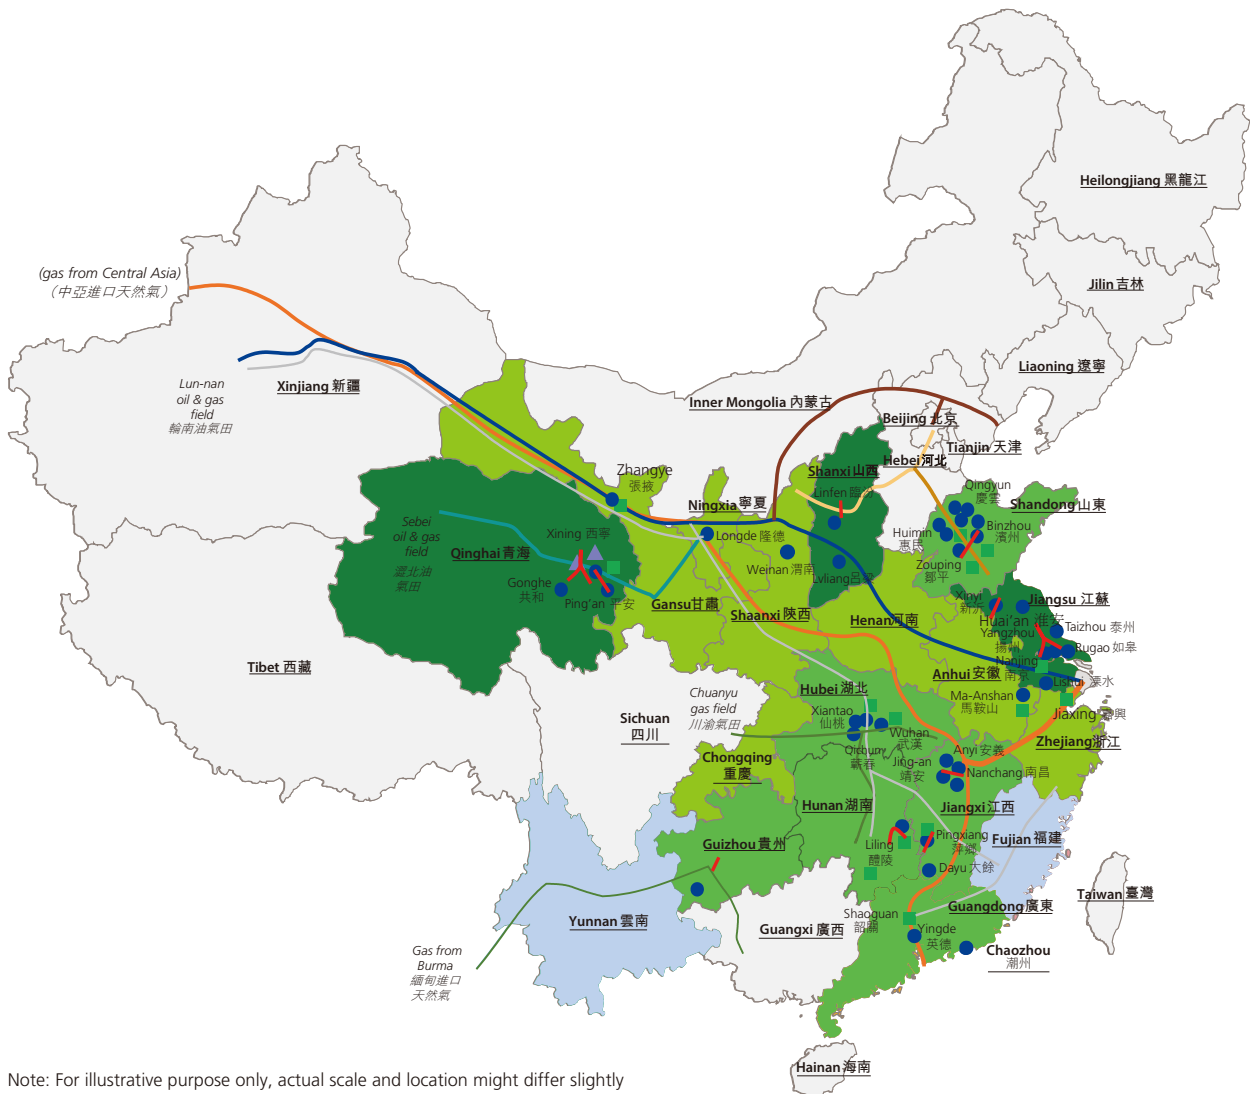 Heilongjiang 黑龍江
(gas from Central Asia)
（中亞進口天然氣）
Jilin 吉林
Liaoning 遼寧
Lun-nan
oil & gas
field
輪南油氣田
Xinjiang 新疆
Inner Mongolia 內蒙古
Beijing 北京
Tianjin 天津
Hebei 河北
Zhangye
張掖
Shanxi 山西
Linfen 臨汾
Qingyun
慶雲
Shandong 山東
Ningxia 寧夏
Sebei
oil & gas
field
澀北油
氣田
Xining 西寧
Longde 隆德
Huimin
惠民
Binzhou
濱州
Qinghai 青海
Weinan 渭南
Zouping
鄒平
Gonghe
共和
Ping'an 平安
Lvliang 呂梁
Gansu 甘肅
Shaanxi 陝西
Henan 河南
Xinyi
新沂
Jiangsu 江蘇
Huai'an 淮安
Taizhou 泰州
Yangzhou
揚州
Rugao 如皋
Nanjing
南京
Tibet 西藏
Anhui 安徽
Lishui 溧水
Chuanyu
gas field
川渝氣田
Hubei 湖北
Ma-Anshan
馬鞍山
Jiaxing 嘉興
Sichuan
四川
Xiantao
仙桃
Wuhan
武漢
Zhejiang 浙江
Chongqing
重慶
Qichun
蘄春
Jing-an
靖安
Anyi 安義
Nanchang 南昌
Hunan 湖南
Jiangxi 江西
Guizhou 貴州
Liling
醴陵
Pingxiang
萍鄉
Fujian 福建
Dayu 大餘
Taiwan 臺灣
Yunnan 雲南
Guangxi 廣西
Shaoguan
韶關
Guangdong 廣東
Yingde
英德
Chaozhou
潮州
Gas from
Burma
緬甸進口
天然氣
Hainan 海南
Note: For illustrative purpose only, actual scale and location might differ slightly